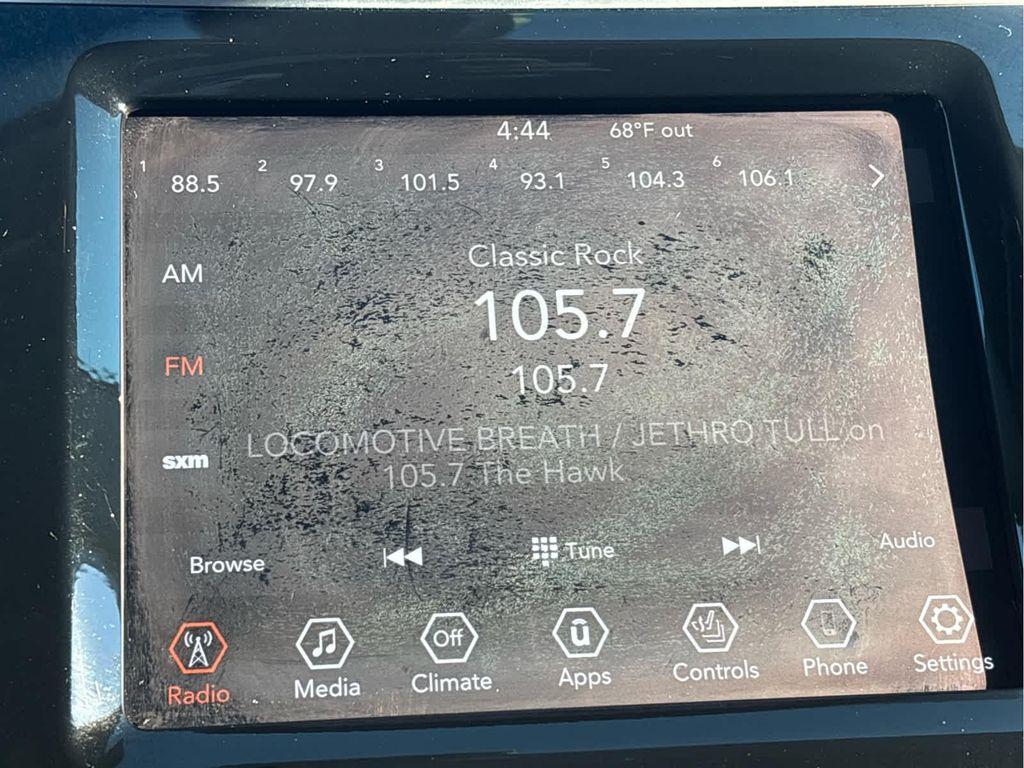 4:44 68°F out
1 88.5 2 97.9 3 101.5 4 93.1 5 104.3 6 106.1
Classic Rock
AM
105.7
FM
105.7
LOCOMOTIVE BREATH / JETHRO TULL on
sxm
105.7 The Hawk
Browse Tune Audio
Off
Radio Media Climate Apps Controls Phone Settings